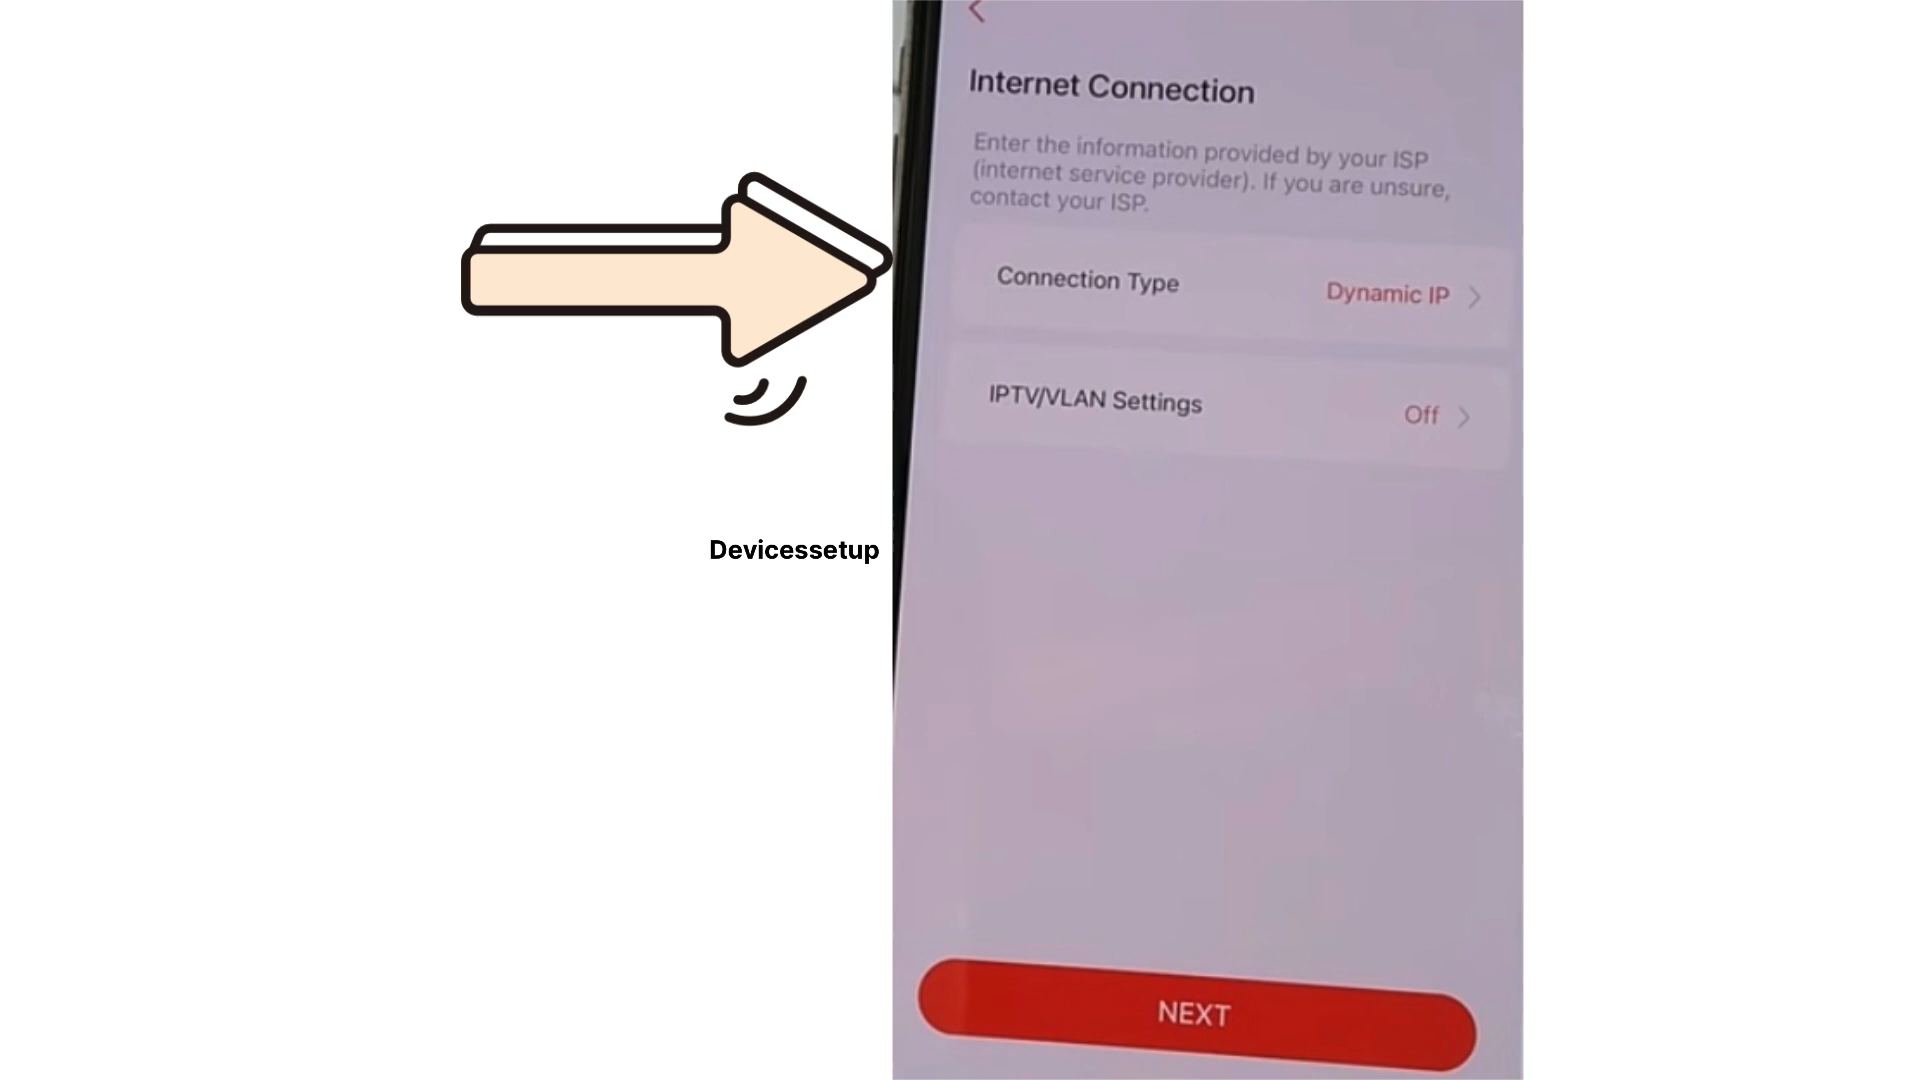 Internet Connection
Enter the information provided by your ISP
(internet service provider). If you are unsure,
contact your ISP.
Connection Type
Dynamic IP
IPTV/VLAN Settings
Off
Devicessetup
NEXT